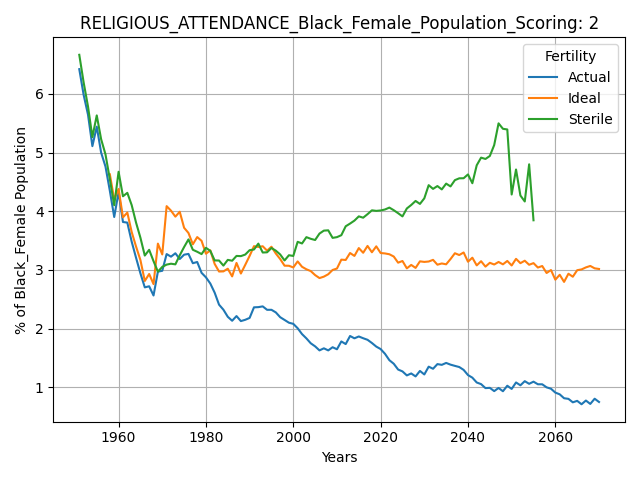 RELIGIOUS_ATTENDANCE_Black_Female_Population_Scoring: 2
Fertility
Actual
Ideal
Sterile
% of Black_Female Population
6
5
4
3
2
1
1960 1980 2000 2020 2040 2060
Years